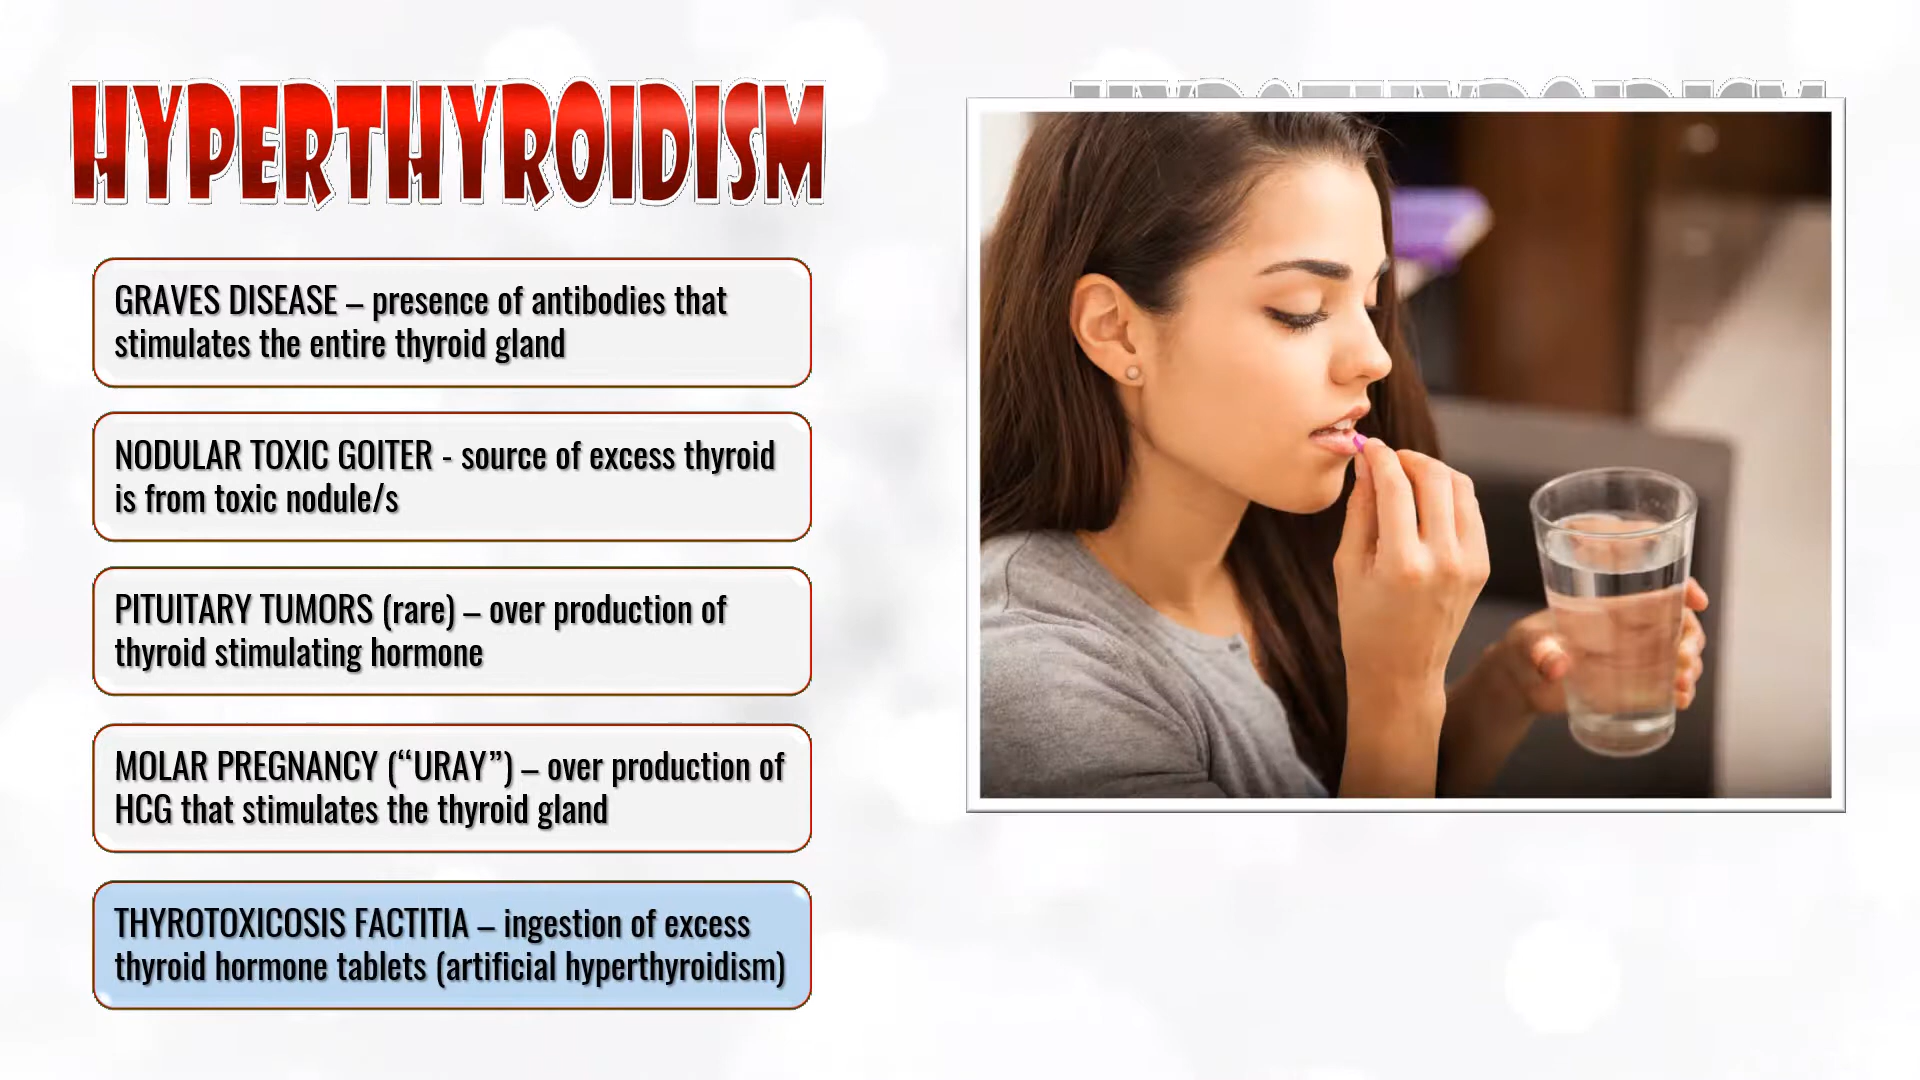 HYPERTHYROIDISM
GRAVES DISEASE – presence of antibodies that
stimulates the entire thyroid gland
NODULAR TOXIC GOITER - source of excess thyroid
is from toxic nodule/s
PITUITARY TUMORS (rare) – over production of
thyroid stimulating hormone
MOLAR PREGNANCY (“URAY”) – over production of
HCG that stimulates the thyroid gland
THYROTOXICOSIS FACTITIA – ingestion of excess
thyroid hormone tablets (artificial hyperthyroidism)